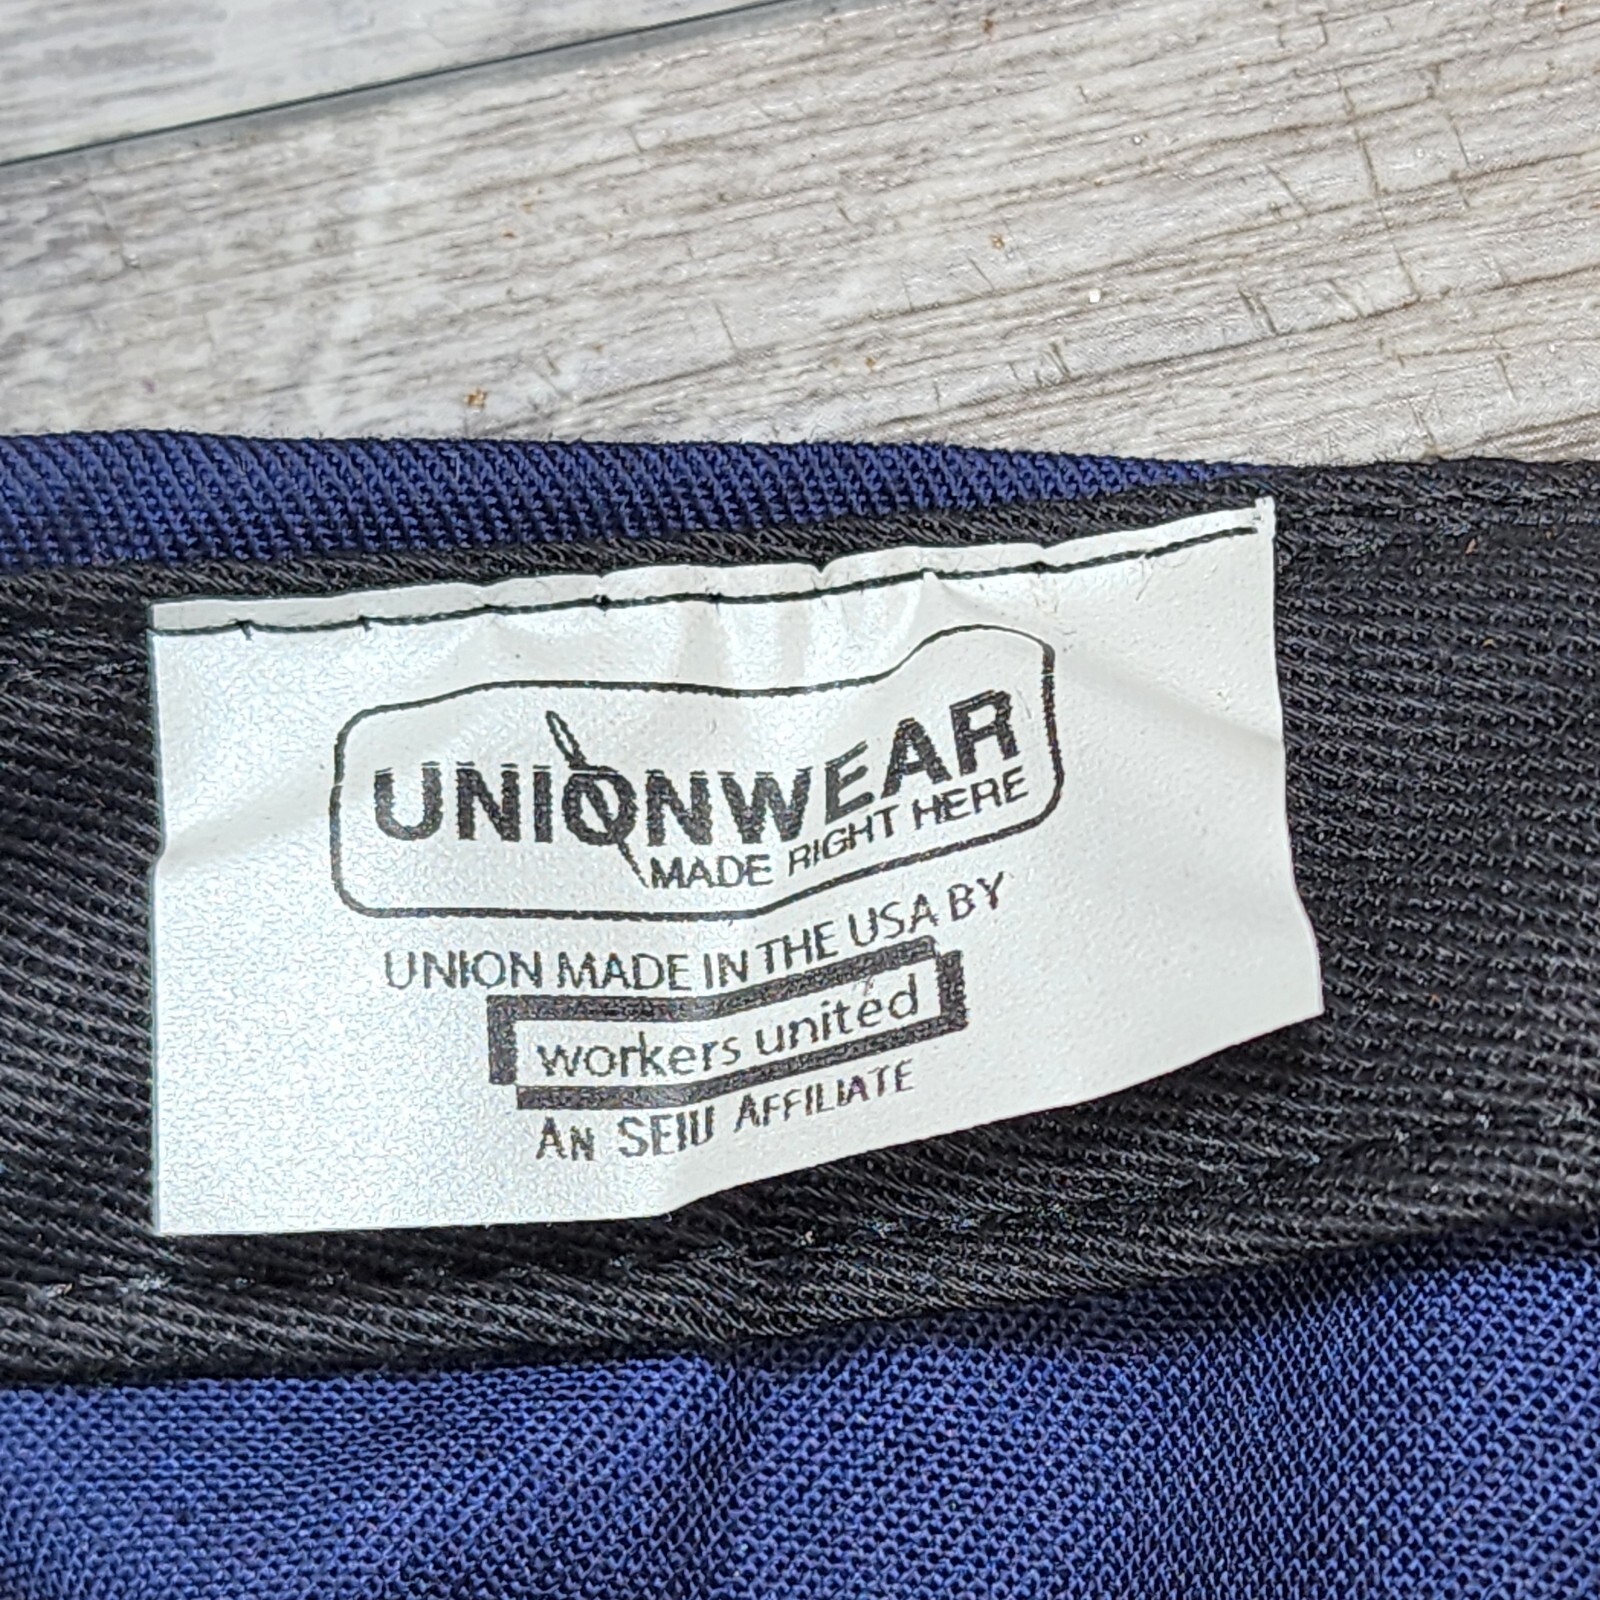 UNIONWEAR
MADE RIGHT HERE
UNION MADE IN THE USA BY
workers united
AN SEIU AFFILIATE